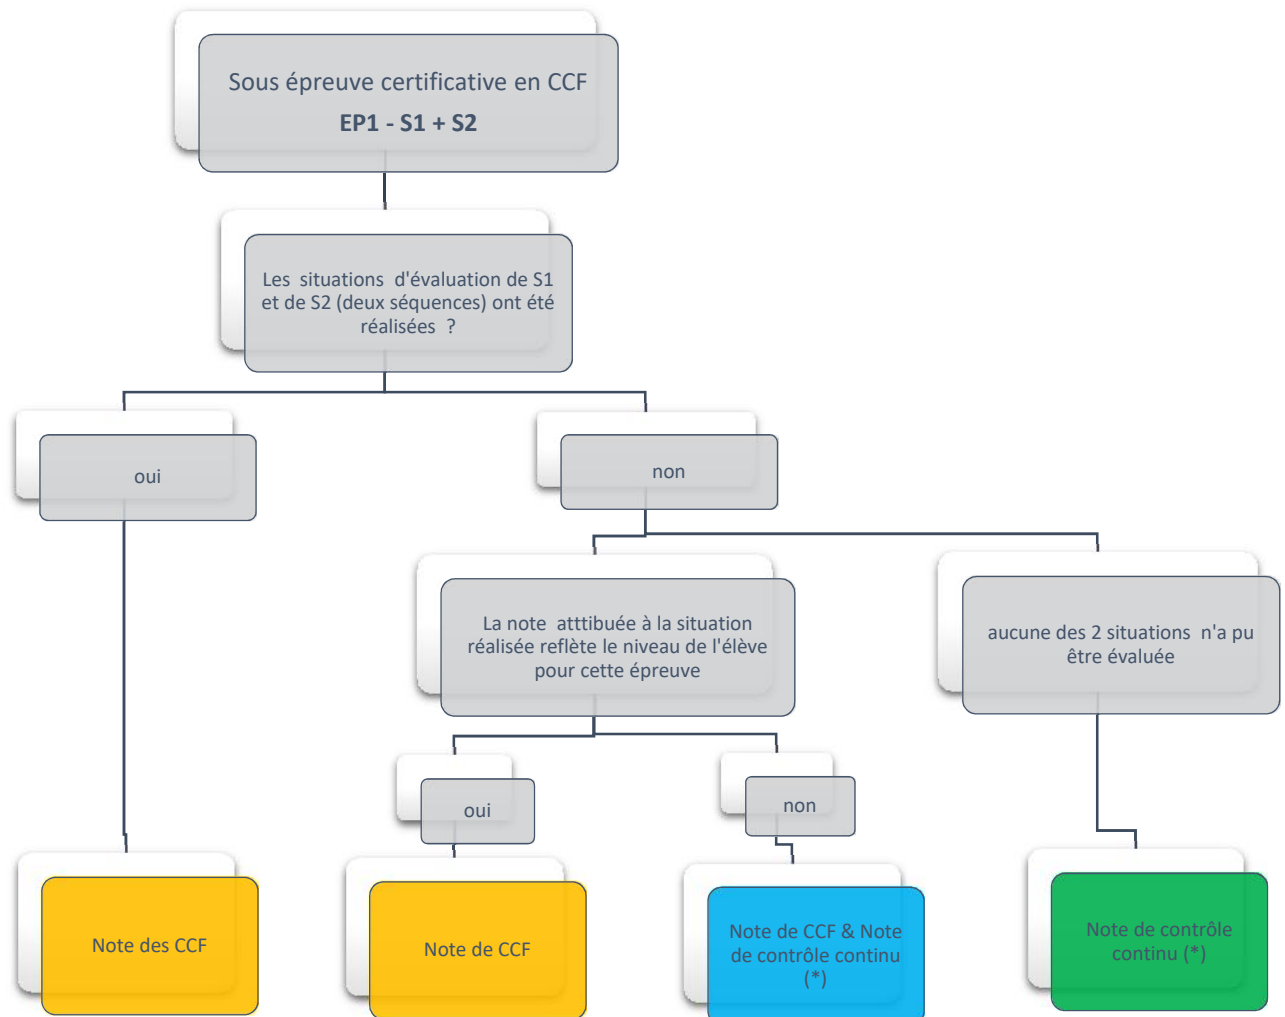 Sous épreuve certificative en CCF
EP1 - S1 + S2
Les situations d'évaluation de S1
et de S2 (deux séquences) ont été
réalisées ?
oui
non
La note atttibuée à la situation
réalisée reflète le niveau de l'élève
pour cette épreuve
aucune des 2 situations n'a pu
être évaluée
oui
non
Note des CCF
Note de CCF
Note de CCF & Note
de contrôle continu
(*)
Note de contrôle
continu (*)